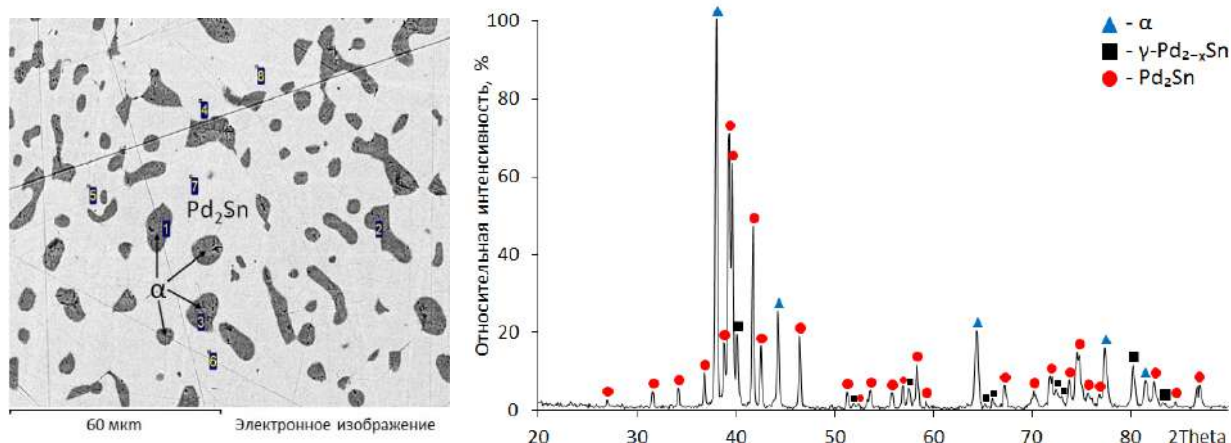 8
4
5
7
Pd₂Sn
1
2
α
3
6
60 мкm
Электронное изображение
Относительная интенсивность, %
100
80
60
40
20
0
20
30
40
50
60
70
80
2Theta
- α
- γ-Pd₂₋ₓSn
- Pd₂Sn